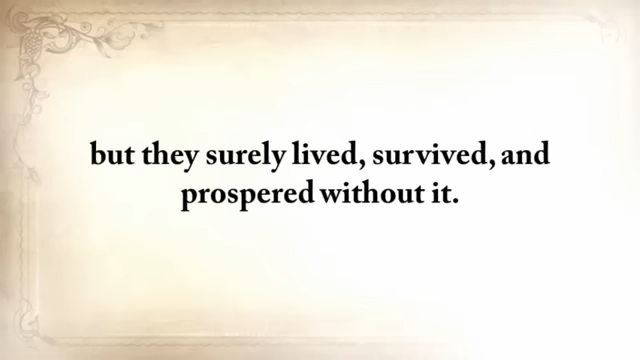 but they surely lived, survived, and
prospered without it.